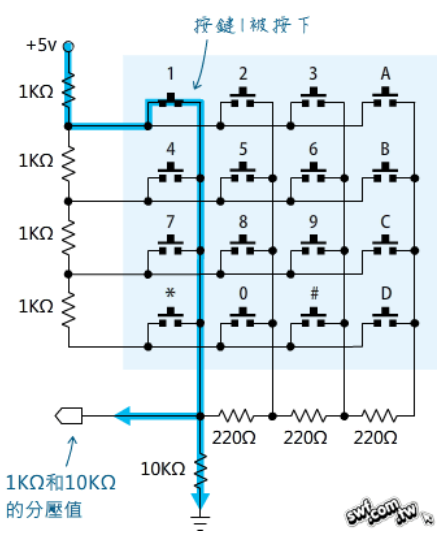 按鍵1被按下
+5v
1KΩ
1 2 3 A
1KΩ
4 5 6 B
1KΩ
7 8 9 C
1KΩ
* 0 # D
220Ω 220Ω 220Ω
10KΩ
1KΩ和10KΩ
的分壓值
swf.com.tw